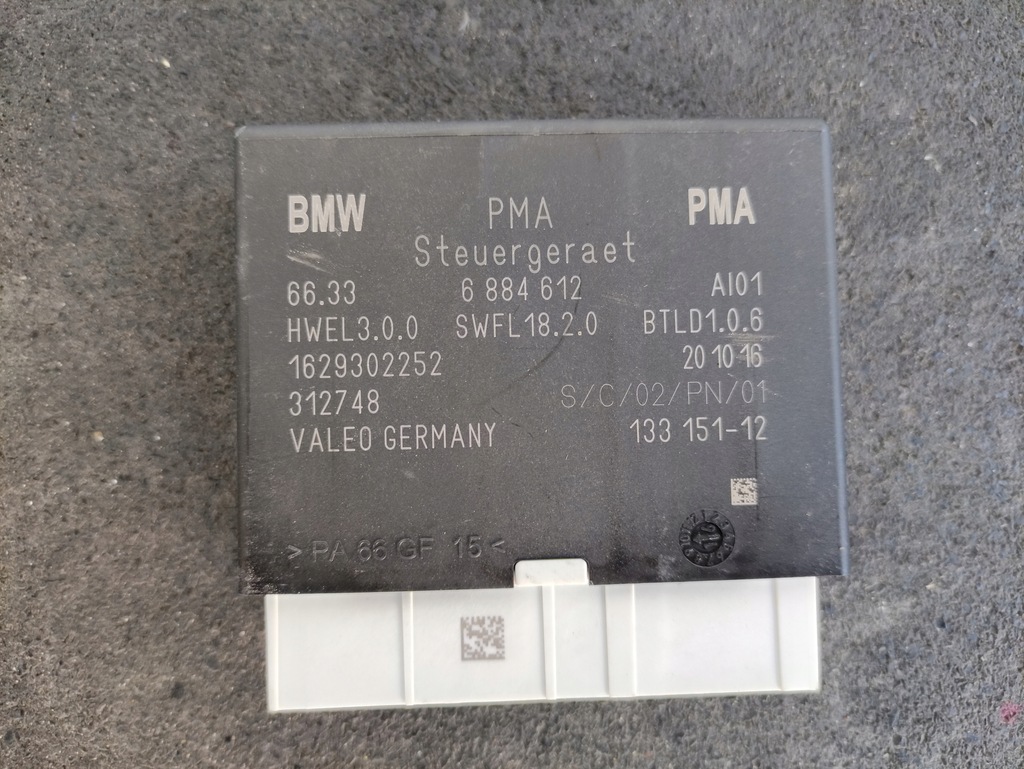 BMW PMA PMA
Steuergeraet
66.33 6 884 612 AI01
HWEL3.0.0 SWFL18.2.0 BTLD1.0.6
1629302252 20 10 16
312748 S/C/02/PN/01
VALEO GERMANY 133 151-12
>PA 66 GF 15<